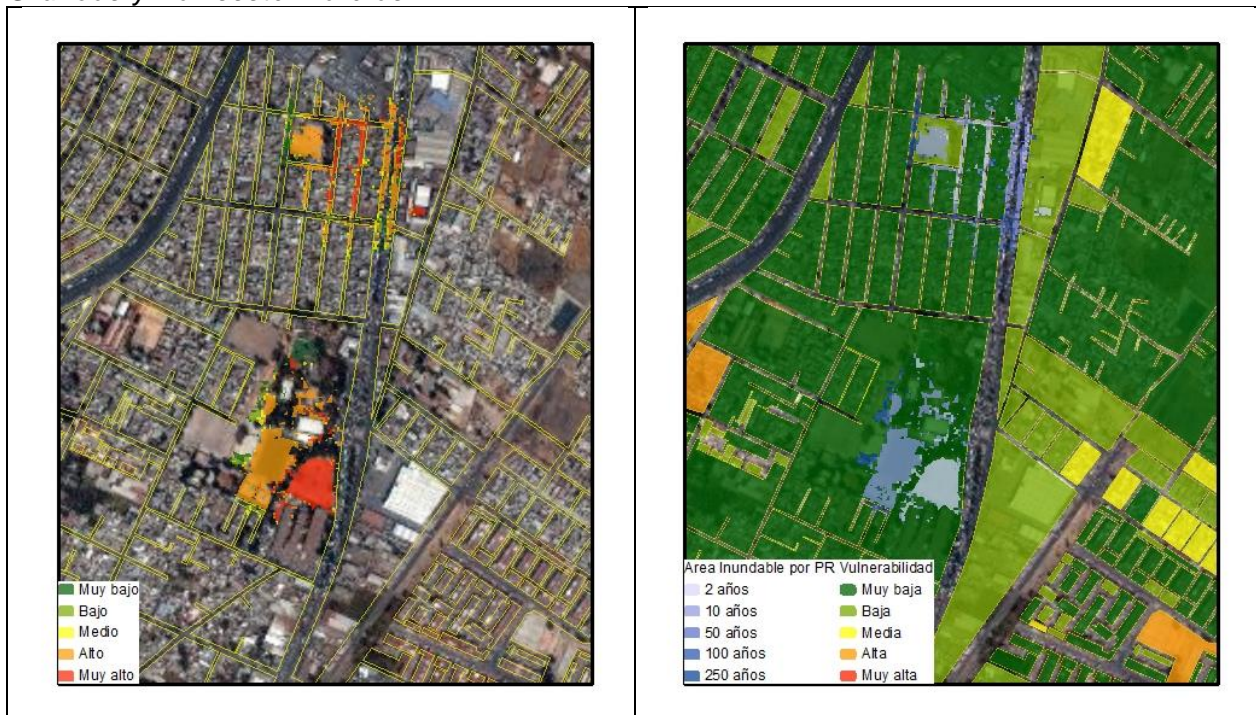 Muy bajo
Bajo
Medio
Alto
Muy alto
Area Inundable por PR Vulnerabilidad
2 años Muy baja
10 años Baja
50 años Media
100 años Alta
250 años Muy alta